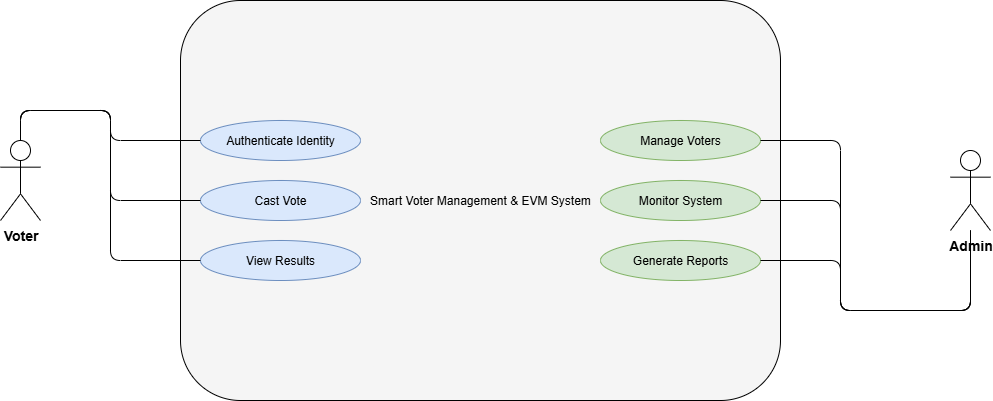 Authenticate Identity
Manage Voters
Cast Vote
Smart Voter Management & EVM System
Monitor System
Voter
Admin
View Results
Generate Reports